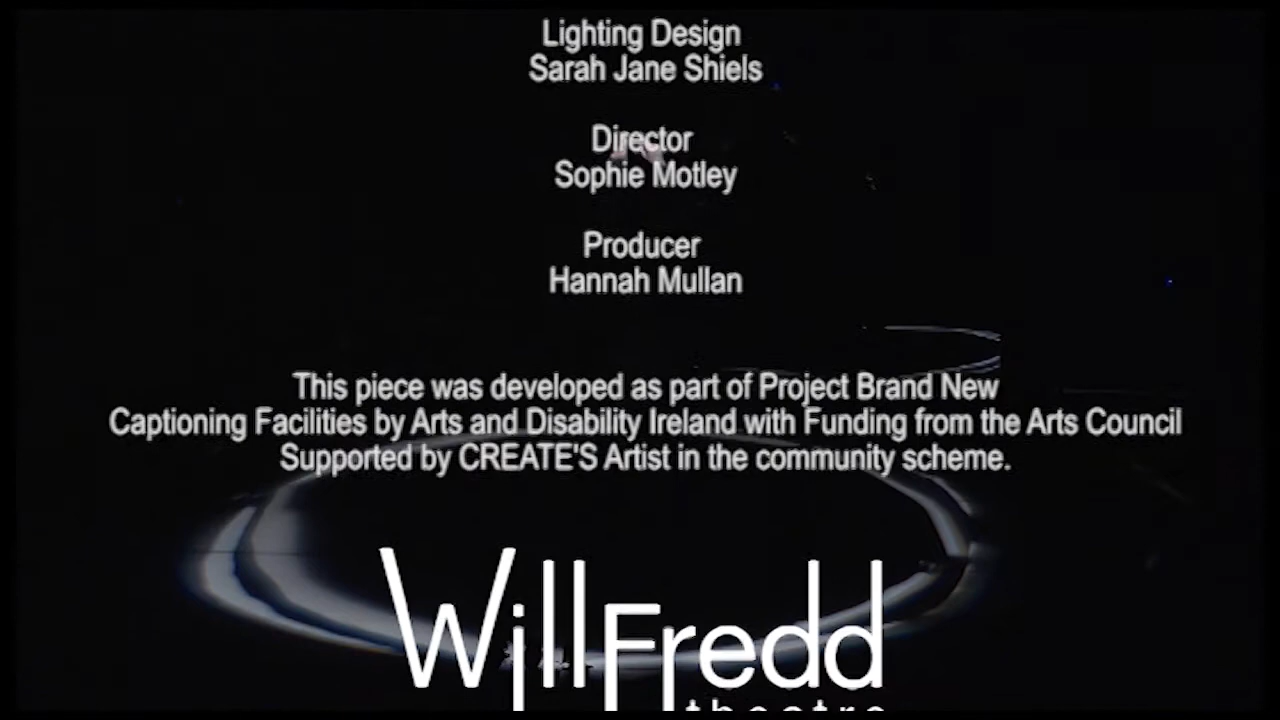 Lighting Design
Sarah Jane Shiels
Director
Sophie Motley
Producer
Hannah Mullan
This piece was developed as part of Project Brand New
Captioning Facilities by Arts and Disability Ireland with Funding from the Arts Council
Supported by CREATE'S Artist in the community scheme.
WillFredd
theatre